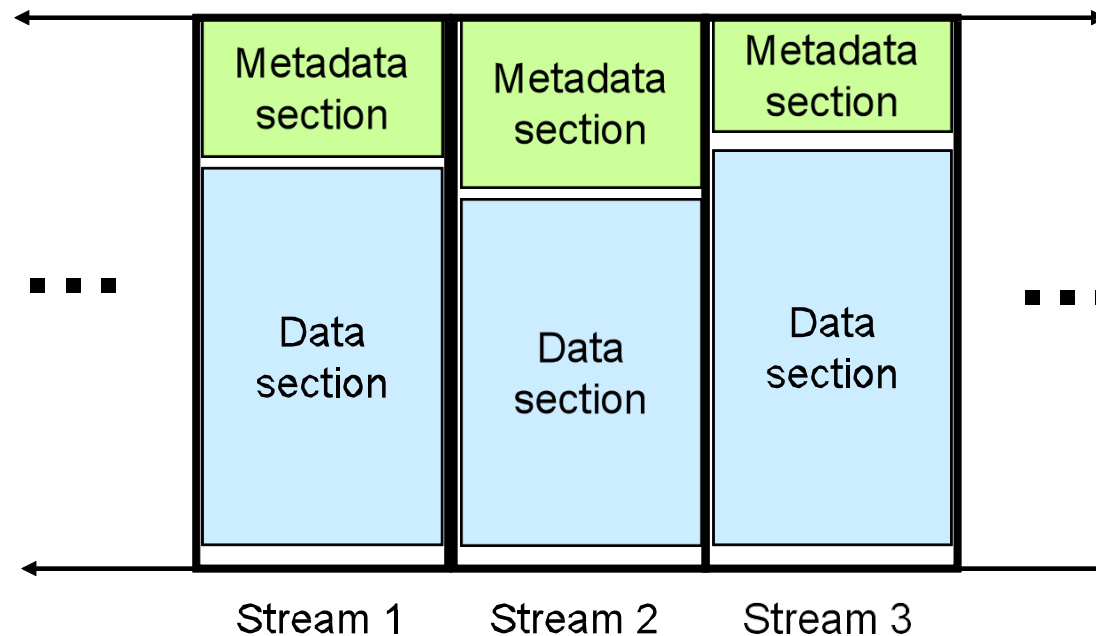 Metadata
section
Metadata
section
Metadata
section
Data
section
Data
section
Data
section
Stream 1
Stream 2
Stream 3